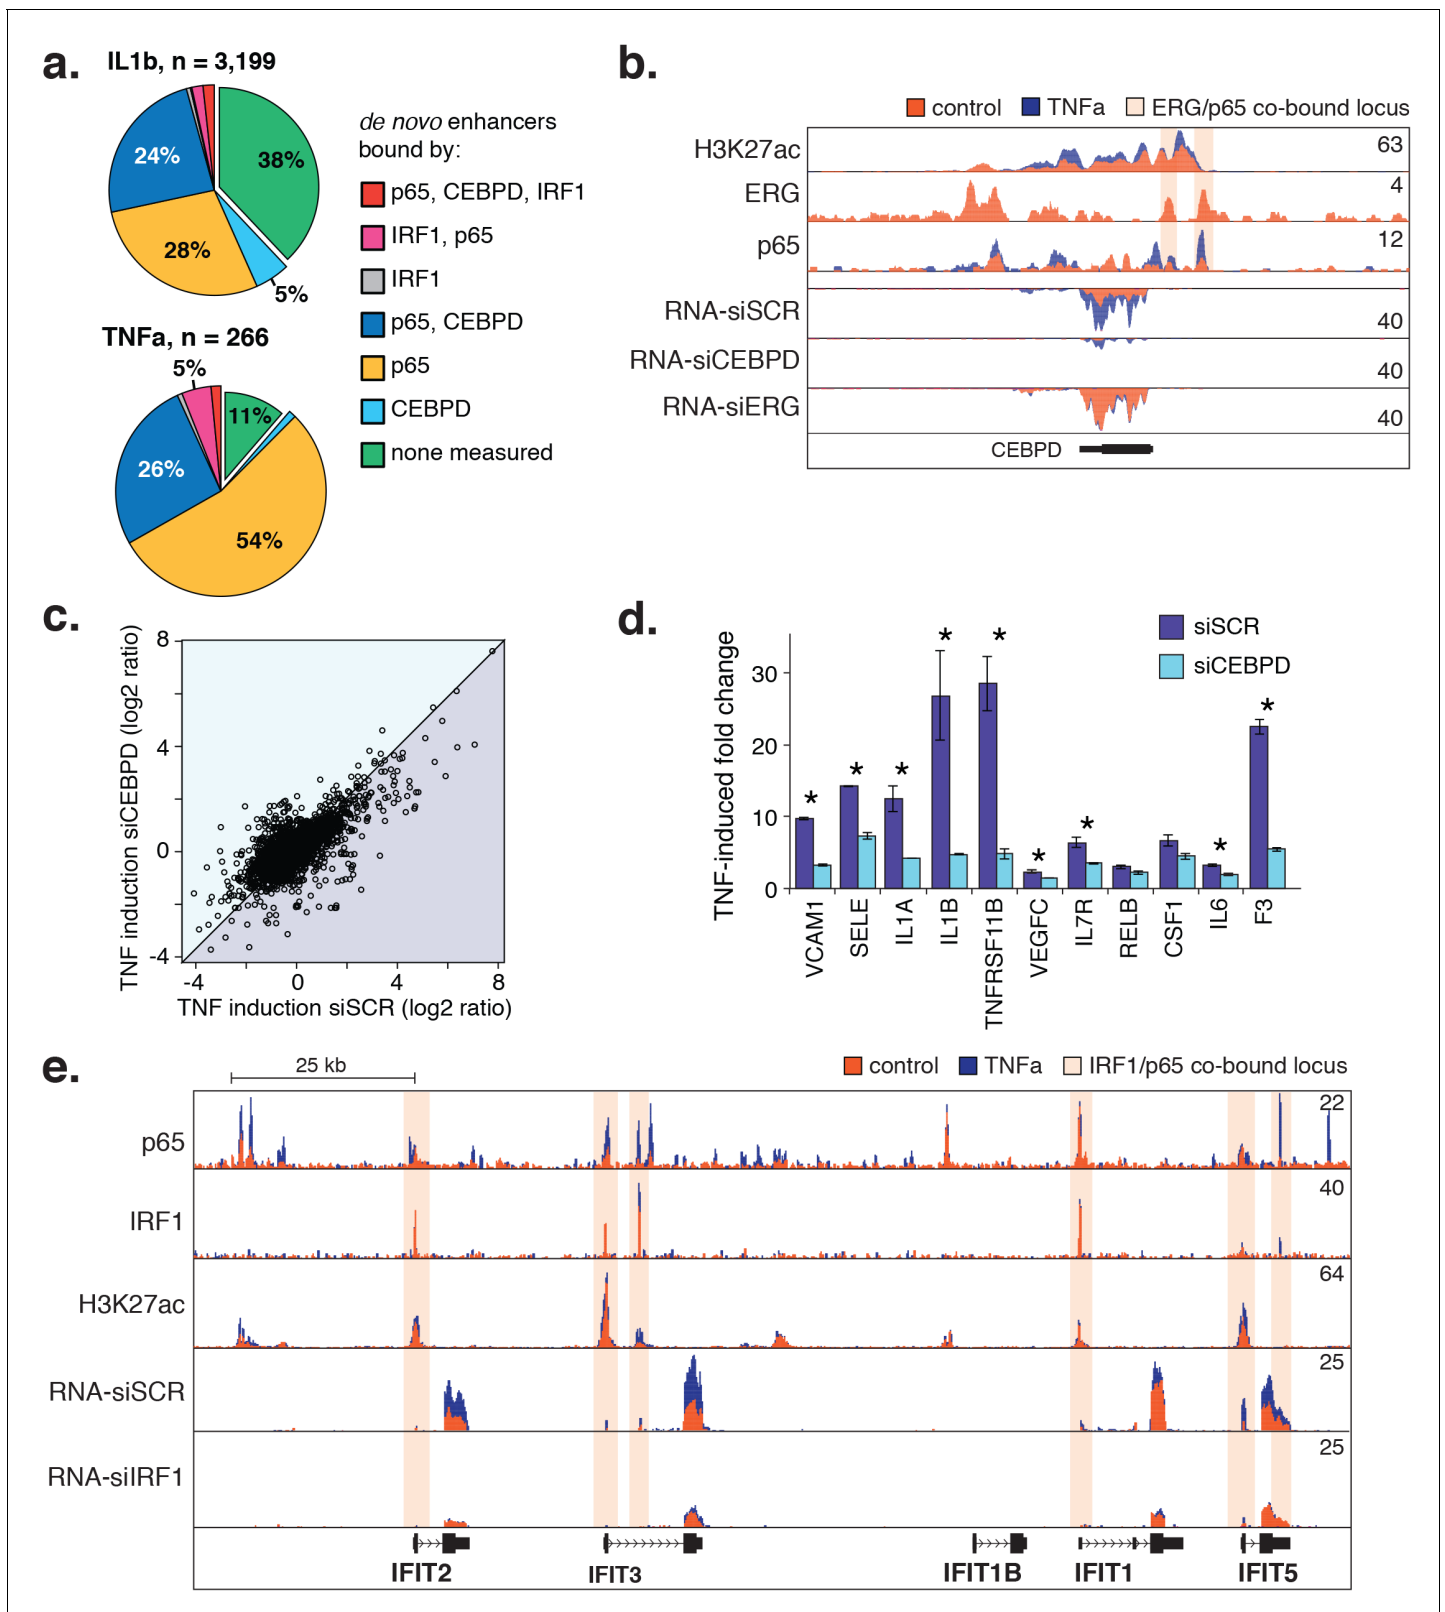 a.
IL1b, n = 3,199
38%
5%
28%
24%
TNFa, n = 266
5%
11%
54%
26%
de novo enhancers
bound by:
p65, CEBPD, IRF1
IRF1, p65
IRF1
p65, CEBPD
p65
CEBPD
none measured
b.
control TNFa ERG/p65 co-bound locus
H3K27ac 63
ERG 4
p65 12
RNA-siSCR 40
RNA-siCEBPD 40
RNA-siERG 40
CEBPD
c.
TNF induction siCEBPD (log2 ratio)
8
4
0
-4
-4 0 4 8
TNF induction siSCR (log2 ratio)
d.
siSCR
siCEBPD
TNF-induced fold change
30
20
10
0
* * * * * * * * *
VCAM1 SELE IL1A IL1B TNFRSF11B VEGFC IL7R RELB CSF1 IL6 F3
e.
25 kb
control TNFa IRF1/p65 co-bound locus
p65 22
IRF1 40
H3K27ac 64
RNA-siSCR 25
RNA-siIRF1 25
IFIT2 IFIT3 IFIT1B IFIT1 IFIT5